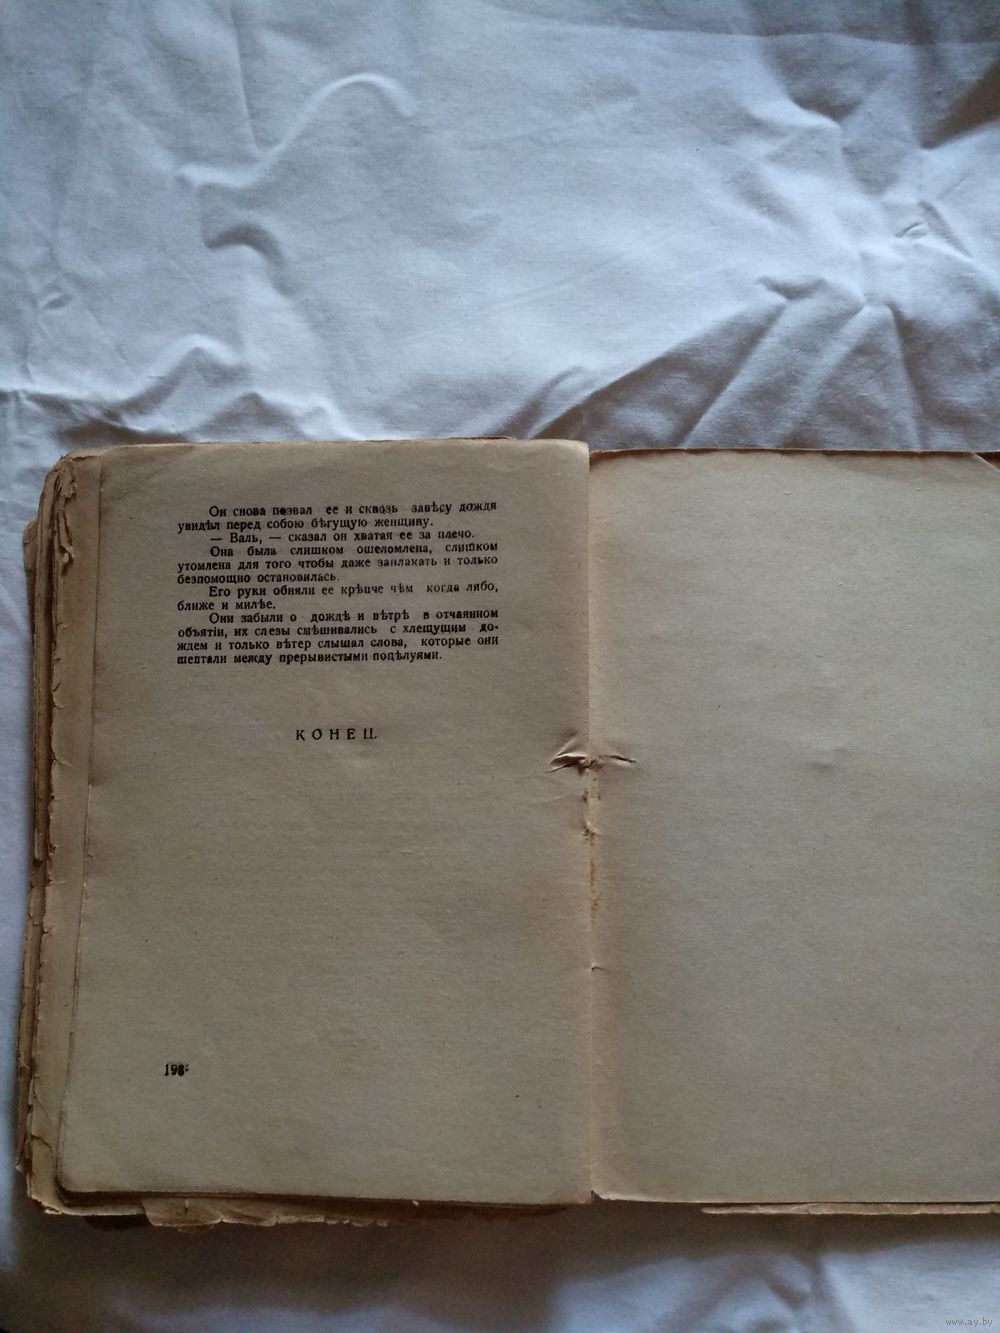 Он снова позвал ее и сквозь завѣсу дождя
увидѣл перед собою бѣгущую женщину.
— Валь, — сказал он хватая ее за плечо.
Она была слишком ошеломлена, слишком
утомлена для того чтобы даже заплакать и только
безпомощно остановилась.
Его руки обняли ее крѣпче чѣм когда либо,
ближе и милѣе.
Они забыли о дождѣ и вѣтрѣ в отчаянном
объятіи, их слезы смѣшивались с хлещущим до-
ждем и только вѣтер слышал слова, которые они
шептали между прерывистыми поцѣлуями.
КОНЕЦ.
www.ay.by